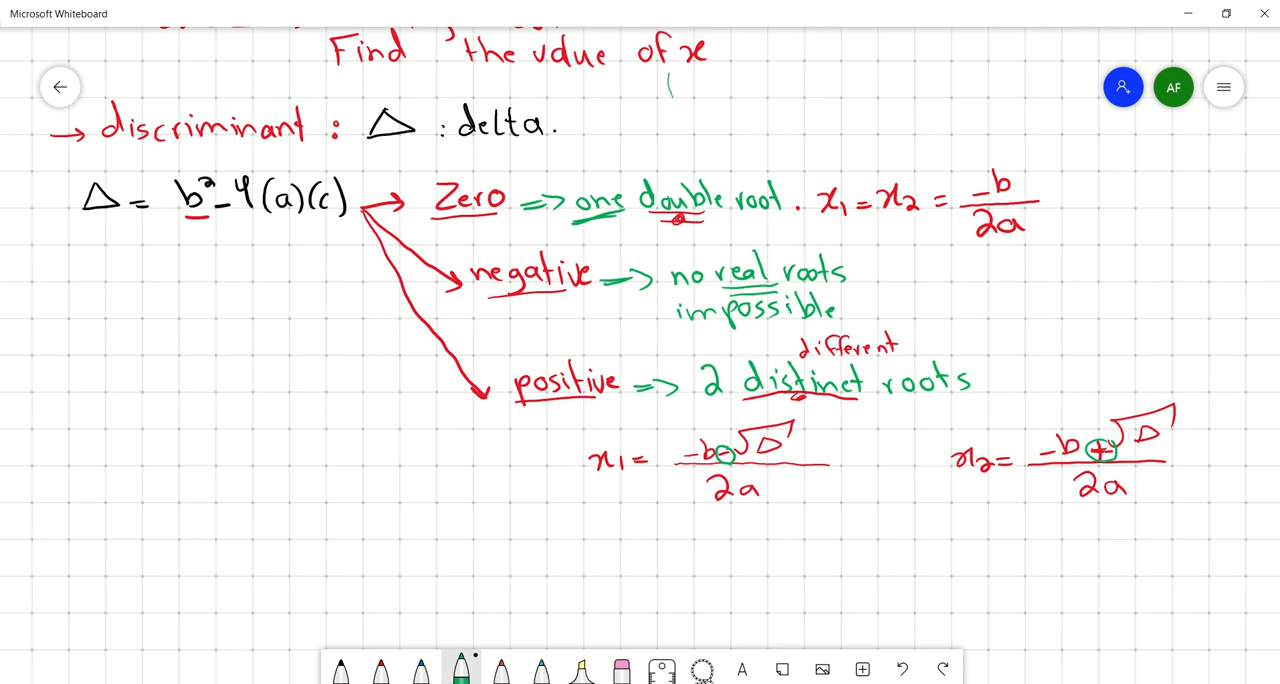 Microsoft Whiteboard
Find the value of x
AF
→ discriminant : △ : delta.
△ = b² - 4(a)(c) → Zero => one double root. x₁ = x₂ = -b/2a
negative => no real roots
impossible
different
positive => 2 distinct roots
x₁ = (-b - √△)/2a x₂ = (-b + √△)/2a
A